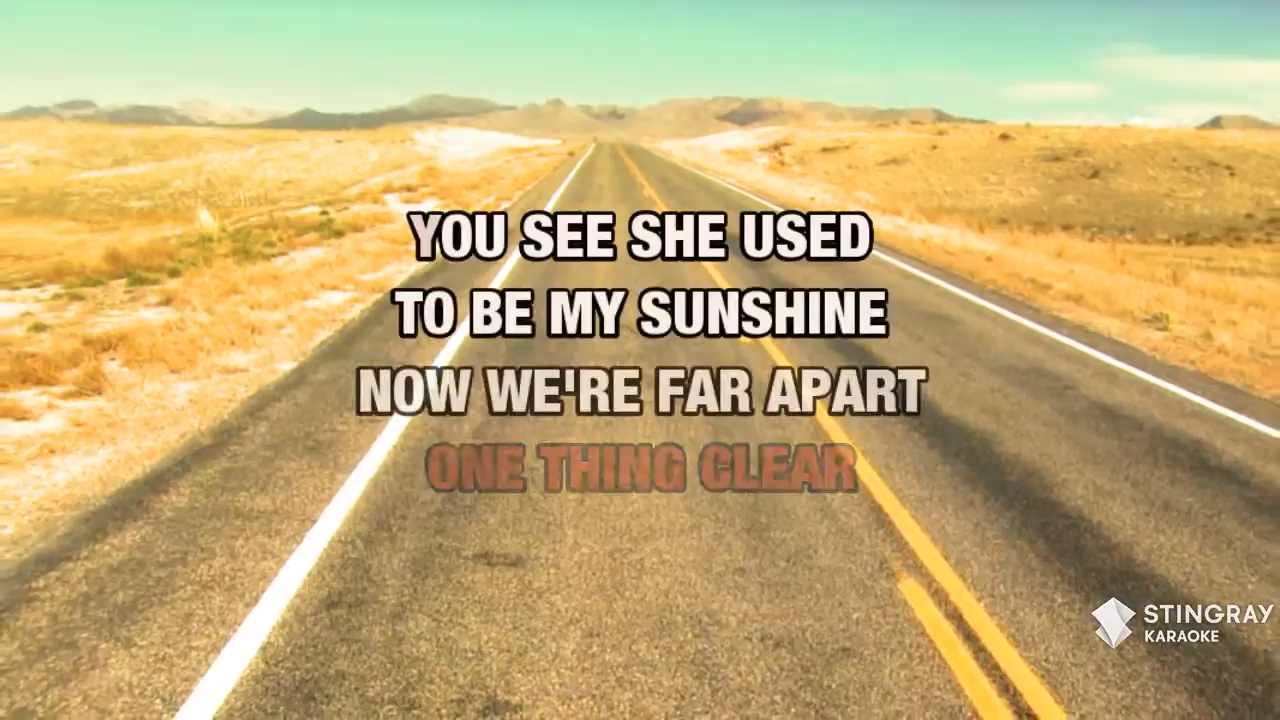 YOU SEE SHE USED
TO BE MY SUNSHINE
NOW WE'RE FAR APART
ONE THING CLEAR
STINGRAY
KARAOKE